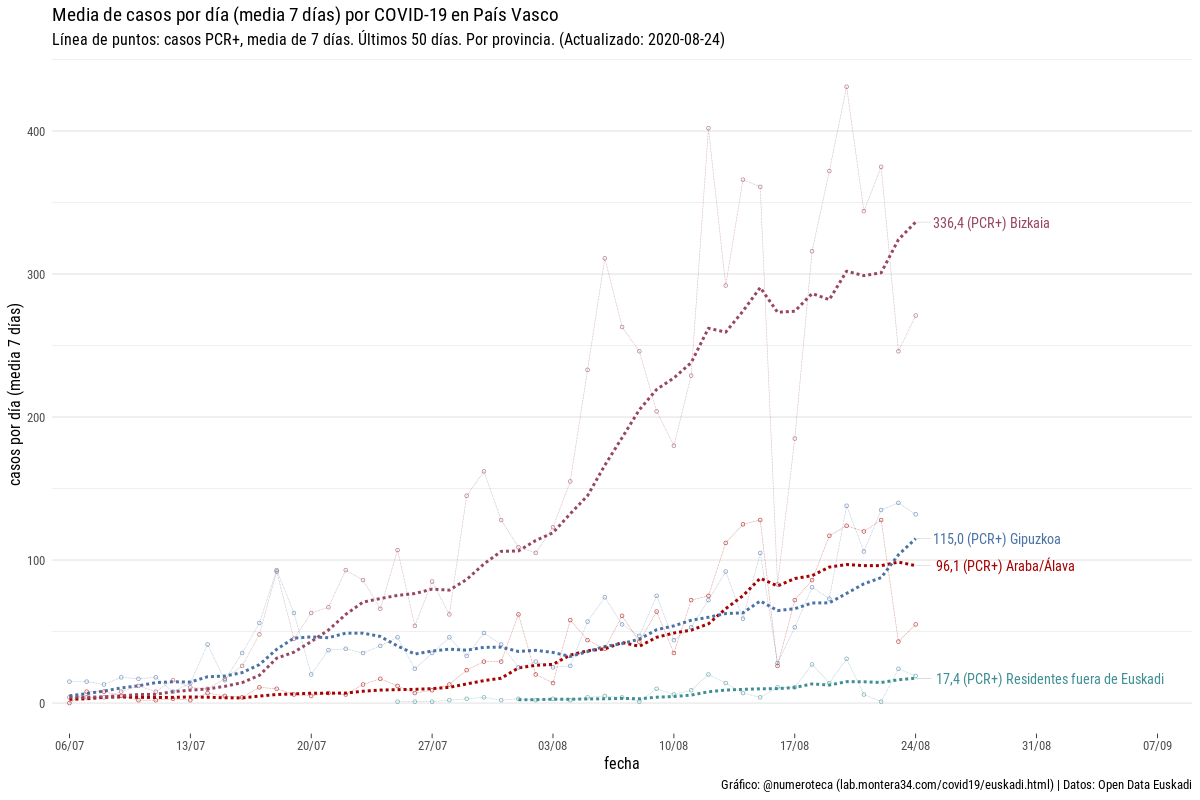 Media de casos por día (media 7 días) por COVID-19 en País Vasco
Línea de puntos: casos PCR+, media de 7 días. Últimos 50 días. Por provincia. (Actualizado: 2020-08-24)
casos por día (media 7 días)
400
300
200
100
0
336,4 (PCR+) Bizkaia
115,0 (PCR+) Gipuzkoa
96,1 (PCR+) Araba/Álava
17,4 (PCR+) Residentes fuera de Euskadi
06/07 13/07 20/07 27/07 03/08 10/08 17/08 24/08 31/08 07/09
fecha
Gráfico: @numeroteca (lab.montera34.com/covid19/euskadi.html) | Datos: Open Data Euskadi